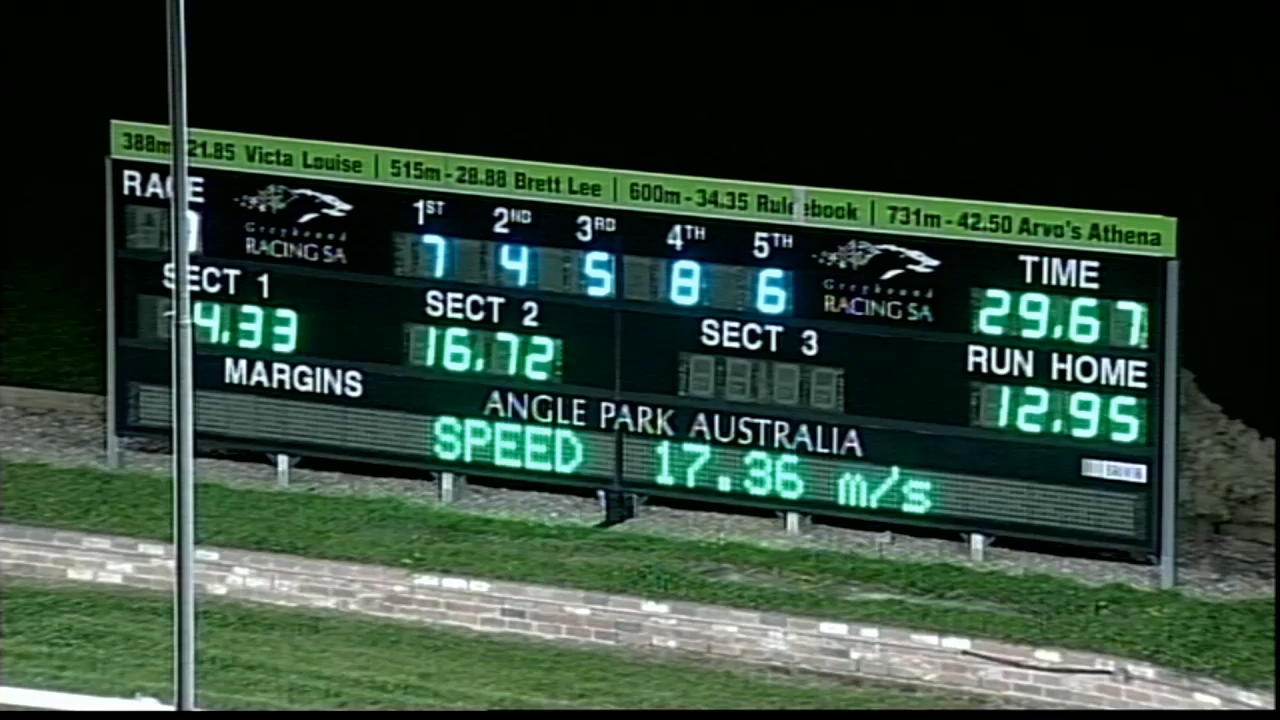 388m - 21.85 Victa Louise | 515m - 28.88 Brett Lee | 600m - 34.35 Rulebook | 731m - 42.50 Arvo's Athena
RACE
Greyhound
RACING SA
1ST 2ND 3RD 4TH 5TH
7 4 5 8 6
Greyhound
RACING SA
TIME
29.67
SECT 1
4.33
SECT 2
16.72
SECT 3
RUN HOME
12.95
MARGINS
ANGLE PARK AUSTRALIA
SPEED 17.36 m/s